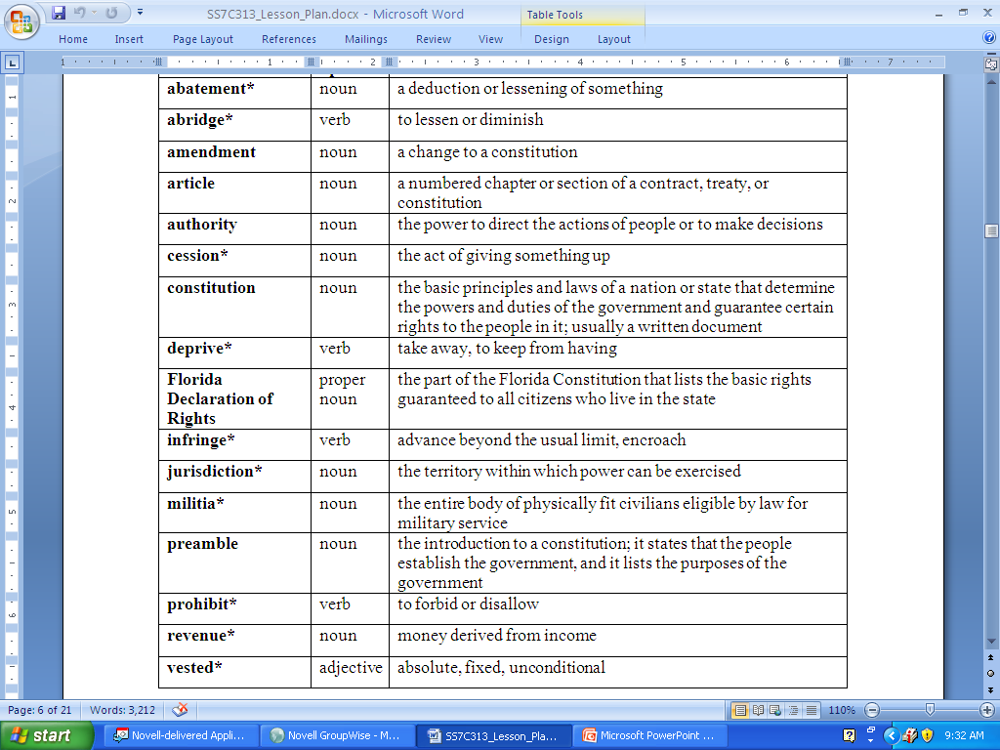 SS7C313_Lesson_Plan.docx - Microsoft Word
Table Tools
Home Insert Page Layout References Mailings Review View Design Layout
1 1 2 3 4 5 6 7
abatement* noun a deduction or lessening of something
abridge* verb to lessen or diminish
amendment noun a change to a constitution
article noun a numbered chapter or section of a contract, treaty, or
constitution
authority noun the power to direct the actions of people or to make decisions
cession* noun the act of giving something up
constitution noun the basic principles and laws of a nation or state that determine
the powers and duties of the government and guarantee certain
rights to the people in it; usually a written document
deprive* verb take away, to keep from having
Florida proper the part of the Florida Constitution that lists the basic rights
Declaration of noun guaranteed to all citizens who live in the state
Rights
infringe* verb advance beyond the usual limit, encroach
jurisdiction* noun the territory within which power can be exercised
militia* noun the entire body of physically fit civilians eligible by law for
military service
preamble noun the introduction to a constitution; it states that the people
establish the government, and it lists the purposes of the
government
prohibit* verb to forbid or disallow
revenue* noun money derived from income
vested* adjective absolute, fixed, unconditional
Page: 6 of 21 Words: 3,212 110%
start Novell-delivered Appli... Novell GroupWise - M... SS7C313_Lesson_Pla... Microsoft PowerPoint ... 9:32 AM